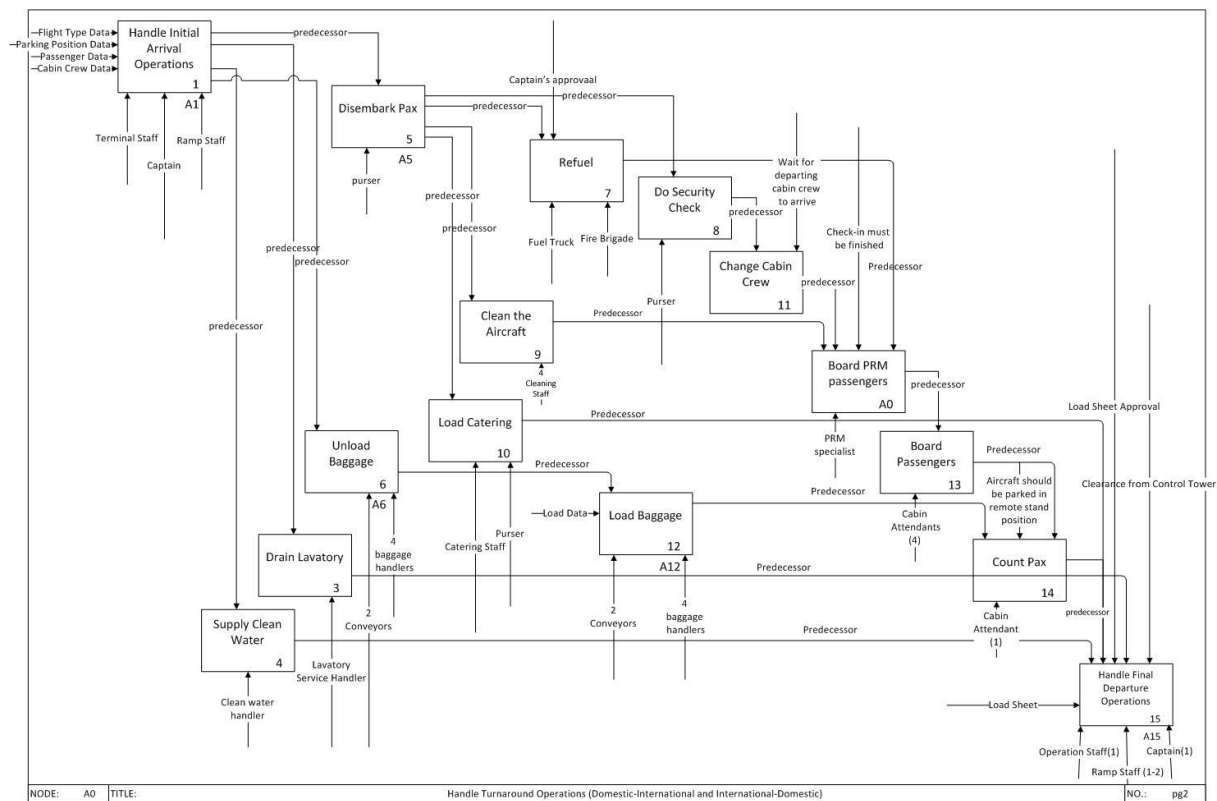 Flight Type Data
Parking Position Data
Passenger Data
Cabin Crew Data
Handle Initial
Arrival
Operations
1
A1
Terminal Staff
Captain
Ramp Staff
predecessor
Disembark Pax
5
A5
purser
Captain's approvaal
predecessor
predecessor
Refuel
7
Fuel Truck
Fire Brigade
Do Security
Check
8
Purser
predecessor
Wait for
departing
cabin crew
to arrive
Change Cabin
Crew
11
Check-in must
be finished
predecessor
Predecessor
predecessor
predecessor
predecessor
predecessor
predecessor
Clean the
Aircraft
9
4
Cleaning
Staff
Predecessor
Board PRM
passengers
A0
PRM
specialist
predecessor
Load Sheet Approval
Load Catering
10
Catering Staff
Purser
Predecessor
Board
Passengers
13
Cabin
Attendants
(4)
Predecessor
Aircraft should
be parked in
remote stand
position
Clearance from Control Tower
Unload
Baggage
6
A6
4
baggage
handlers
2
Conveyors
Predecessor
Load Data
Load Baggage
12
A12
2
Conveyors
4
baggage
handlers
Predecessor
Count Pax
14
Cabin
Attendant
(1)
predecessor
Drain Lavatory
3
Lavatory
Service Handler
Predecessor
Supply Clean
Water
4
Clean water
handler
Predecessor
Handle Final
Departure
Operations
15
A15
Load Sheet
Operation Staff(1)
Captain(1)
Ramp Staff (1-2)
NODE: A0 TITLE: Handle Turnaround Operations (Domestic-International and International-Domestic) NO.: pg2